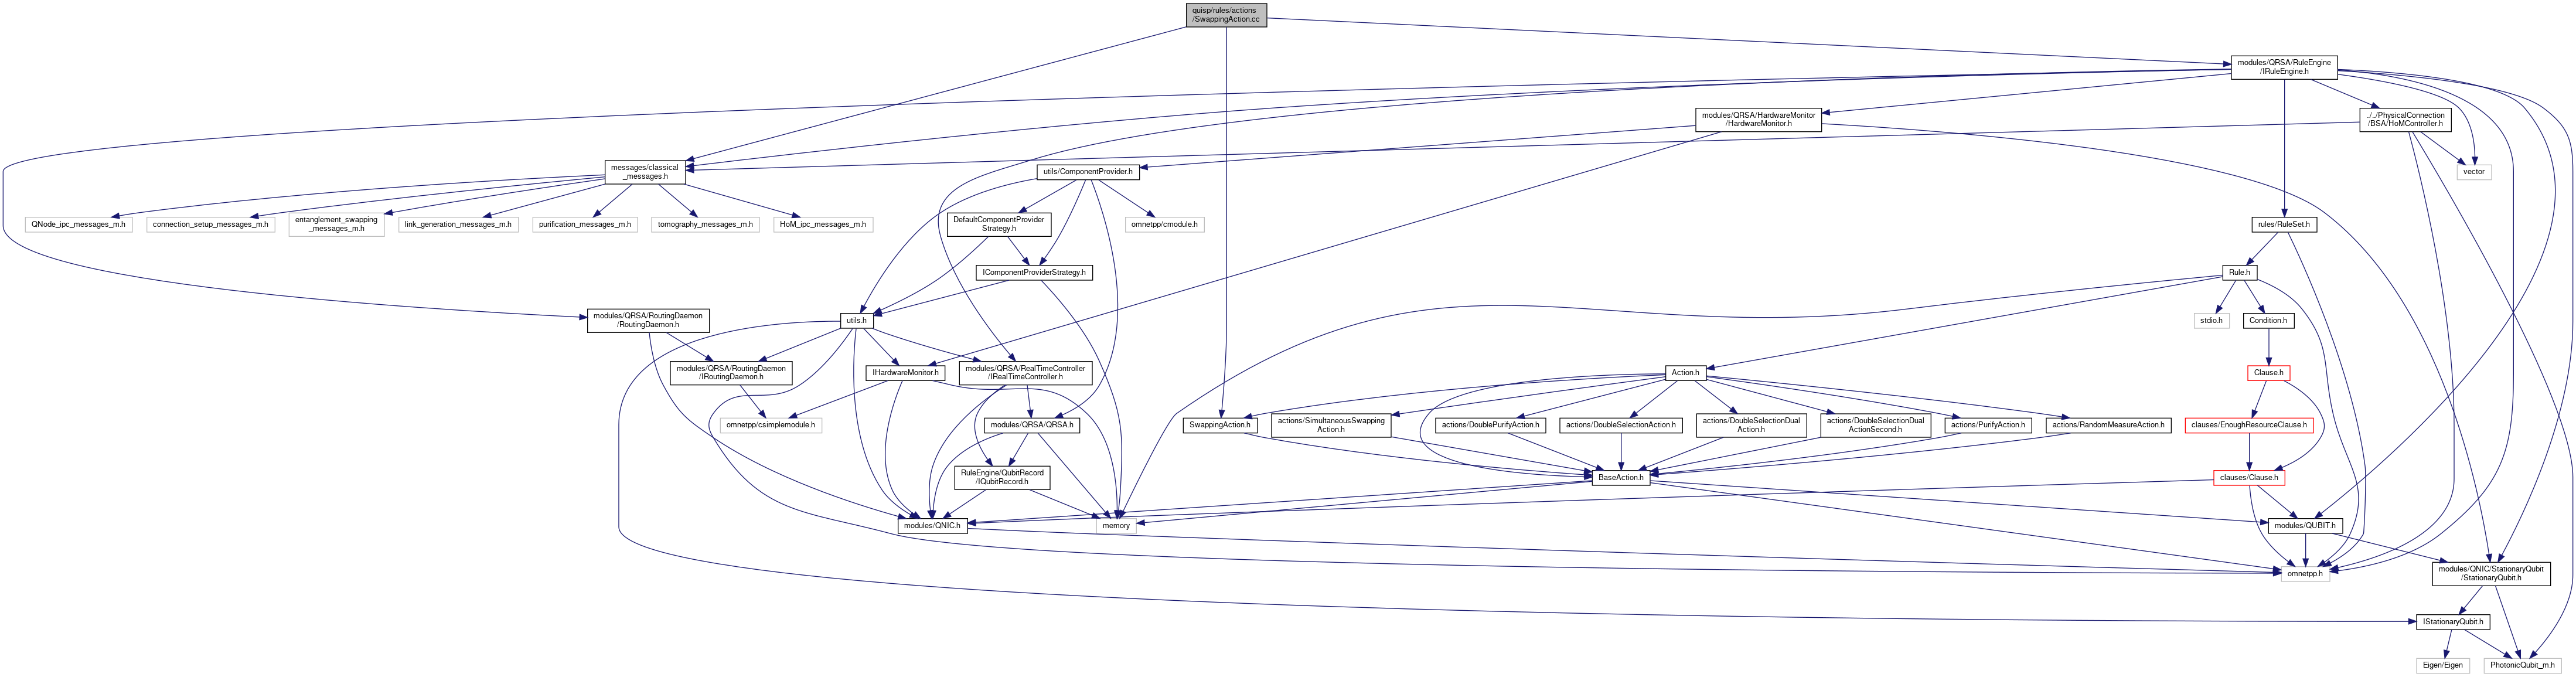 quisp/rules/actions
/SwappingAction.cc
modules/QRSA/RuleEngine
/IRuleEngine.h
modules/QRSA/HardwareMonitor
/HardwareMonitor.h
../../PhysicalConnection
/BSA/HoMController.h
messages/classical
_messages.h
utils/ComponentProvider.h
vector
QNode_ipc_messages_m.h
connection_setup_messages_m.h
entanglement_swapping
_messages_m.h
link_generation_messages_m.h
purification_messages_m.h
tomography_messages_m.h
HoM_ipc_messages_m.h
DefaultComponentProvider
Strategy.h
omnetpp/cmodule.h
rules/RuleSet.h
IComponentProviderStrategy.h
Rule.h
modules/QRSA/RoutingDaemon
/RoutingDaemon.h
utils.h
stdio.h
Condition.h
modules/QRSA/RoutingDaemon
/IRoutingDaemon.h
IHardwareMonitor.h
modules/QRSA/RealTimeController
/IRealTimeController.h
Action.h
Clause.h
omnetpp/csimplemodule.h
modules/QRSA/QRSA.h
SwappingAction.h
actions/SimultaneousSwapping
Action.h
actions/DoublePurifyAction.h
actions/DoubleSelectionAction.h
actions/DoubleSelectionDual
Action.h
actions/DoubleSelectionDual
ActionSecond.h
actions/PurifyAction.h
actions/RandomMeasureAction.h
clauses/EnoughResourceClause.h
RuleEngine/QubitRecord
/IQubitRecord.h
BaseAction.h
clauses/Clause.h
modules/QNIC.h
memory
modules/QUBIT.h
omnetpp.h
modules/QNIC/StationaryQubit
/StationaryQubit.h
IStationaryQubit.h
Eigen/Eigen
PhotonicQubit_m.h